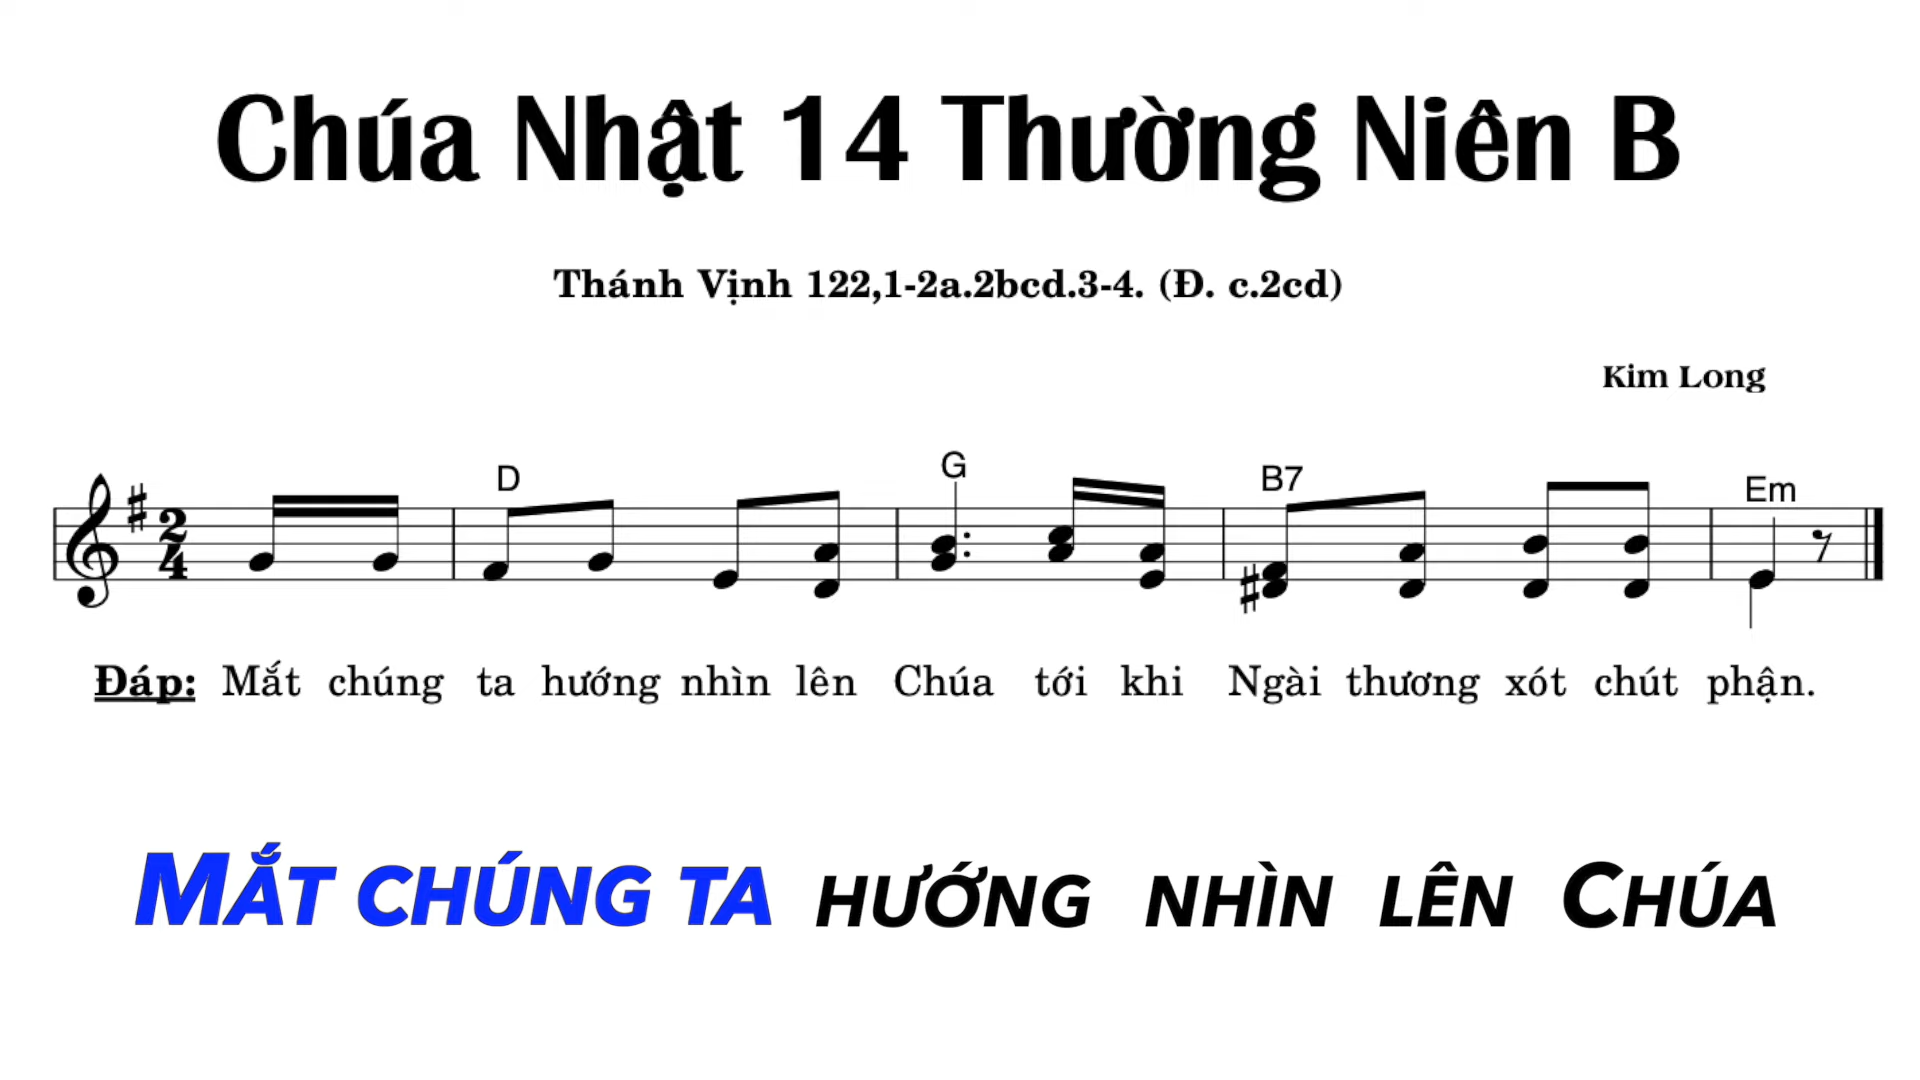 Chúa Nhật 14 Thường Niên B
Thánh Vịnh 122,1-2a.2bcd.3-4. (Đ. c.2cd)
Kim Long
D G B7 Em
2
4
Đáp: Mắt chúng ta hướng nhìn lên Chúa tới khi Ngài thương xót chút phận.
MẮT CHÚNG TA HƯỚNG NHÌN LÊN CHÚA